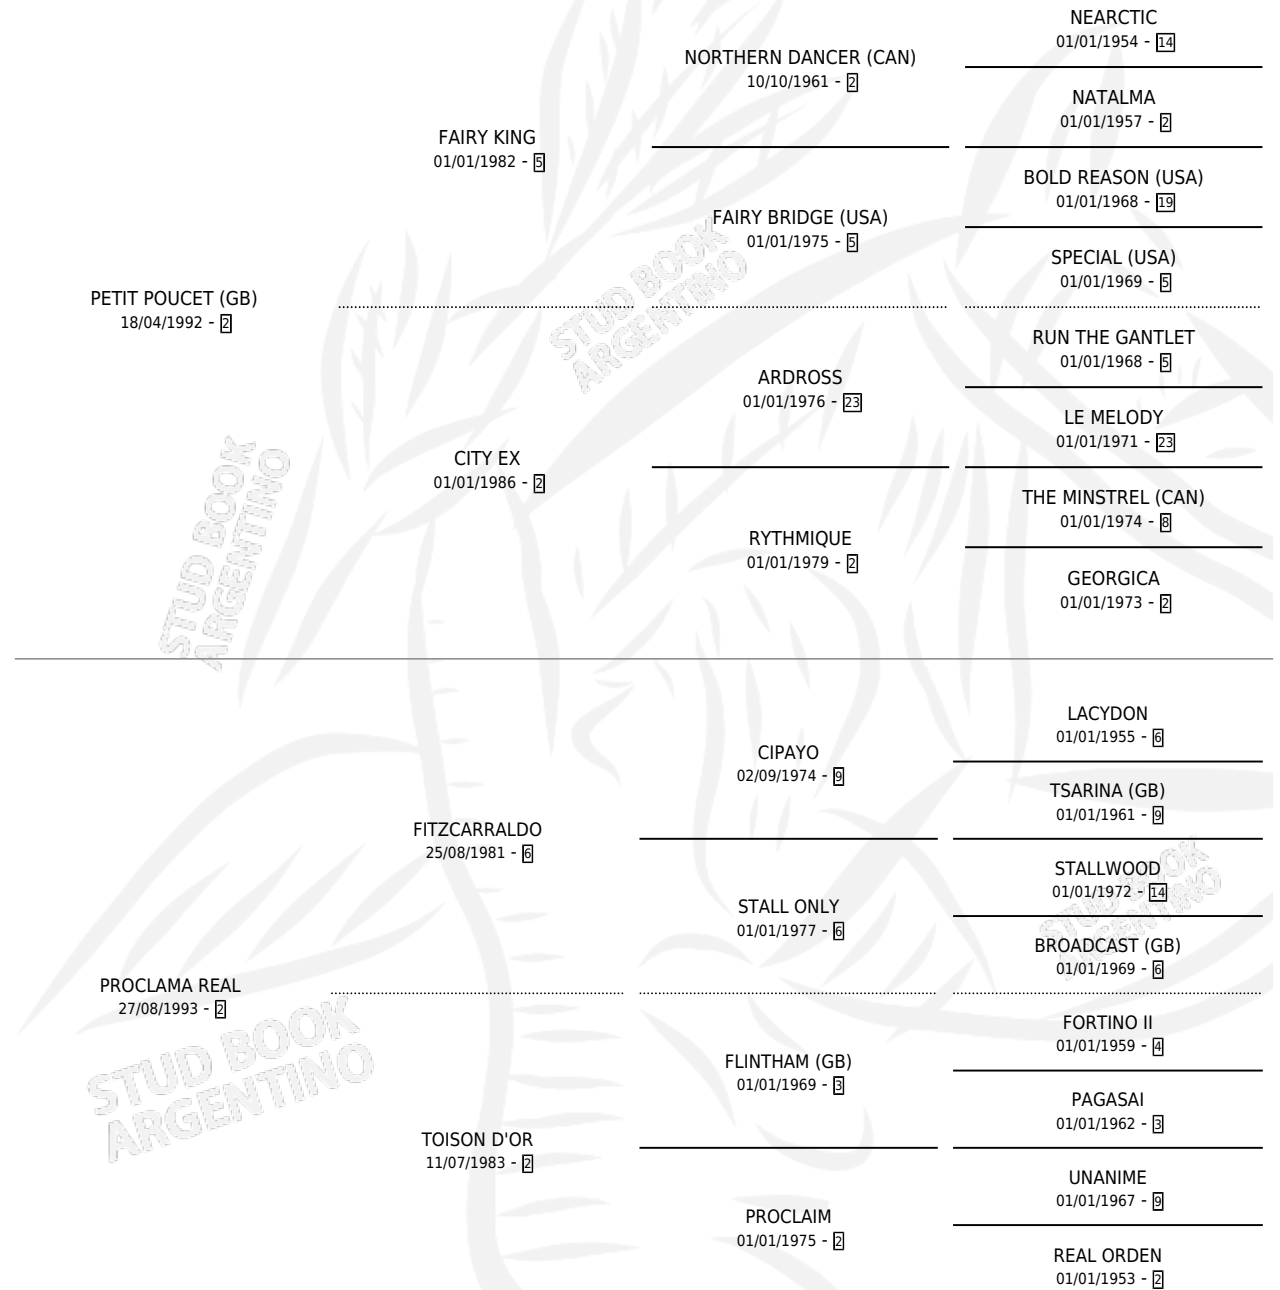 NEARCTIC
01/01/1954 - 14
NORTHERN DANCER (CAN)
10/10/1961 - 2
NATALMA
01/01/1957 - 2
FAIRY KING
01/01/1982 - 5
BOLD REASON (USA)
01/01/1968 - 19
FAIRY BRIDGE (USA)
01/01/1975 - 5
SPECIAL (USA)
01/01/1969 - 5
PETIT POUCET (GB)
18/04/1992 - 2
STUD BOOK
ARGENTINO
RUN THE GANTLET
01/01/1968 - 5
ARDROSS
01/01/1976 - 23
LE MELODY
01/01/1971 - 23
CITY EX
01/01/1986 - 2
THE MINSTREL (CAN)
01/01/1974 - 8
RYTHMIQUE
01/01/1979 - 2
GEORGICA
01/01/1973 - 2
STUD BOOK
ARGENTINO
LACYDON
01/01/1955 - 6
CIPAYO
02/09/1974 - 9
TSARINA (GB)
01/01/1961 - 9
FITZCARRALDO
25/08/1981 - 6
STALLWOOD
01/01/1972 - 14
STALL ONLY
01/01/1977 - 6
STUD BOOK
ARGENTINO
BROADCAST (GB)
01/01/1969 - 6
PROCLAMA REAL
27/08/1993 - 2
FORTINO II
01/01/1959 - 4
FLINTHAM (GB)
01/01/1969 - 3
STUD BOOK
ARGENTINO
PAGASAI
01/01/1962 - 3
TOISON D'OR
11/07/1983 - 2
UNANIME
01/01/1967 - 9
PROCLAIM
01/01/1975 - 2
REAL ORDEN
01/01/1953 - 2